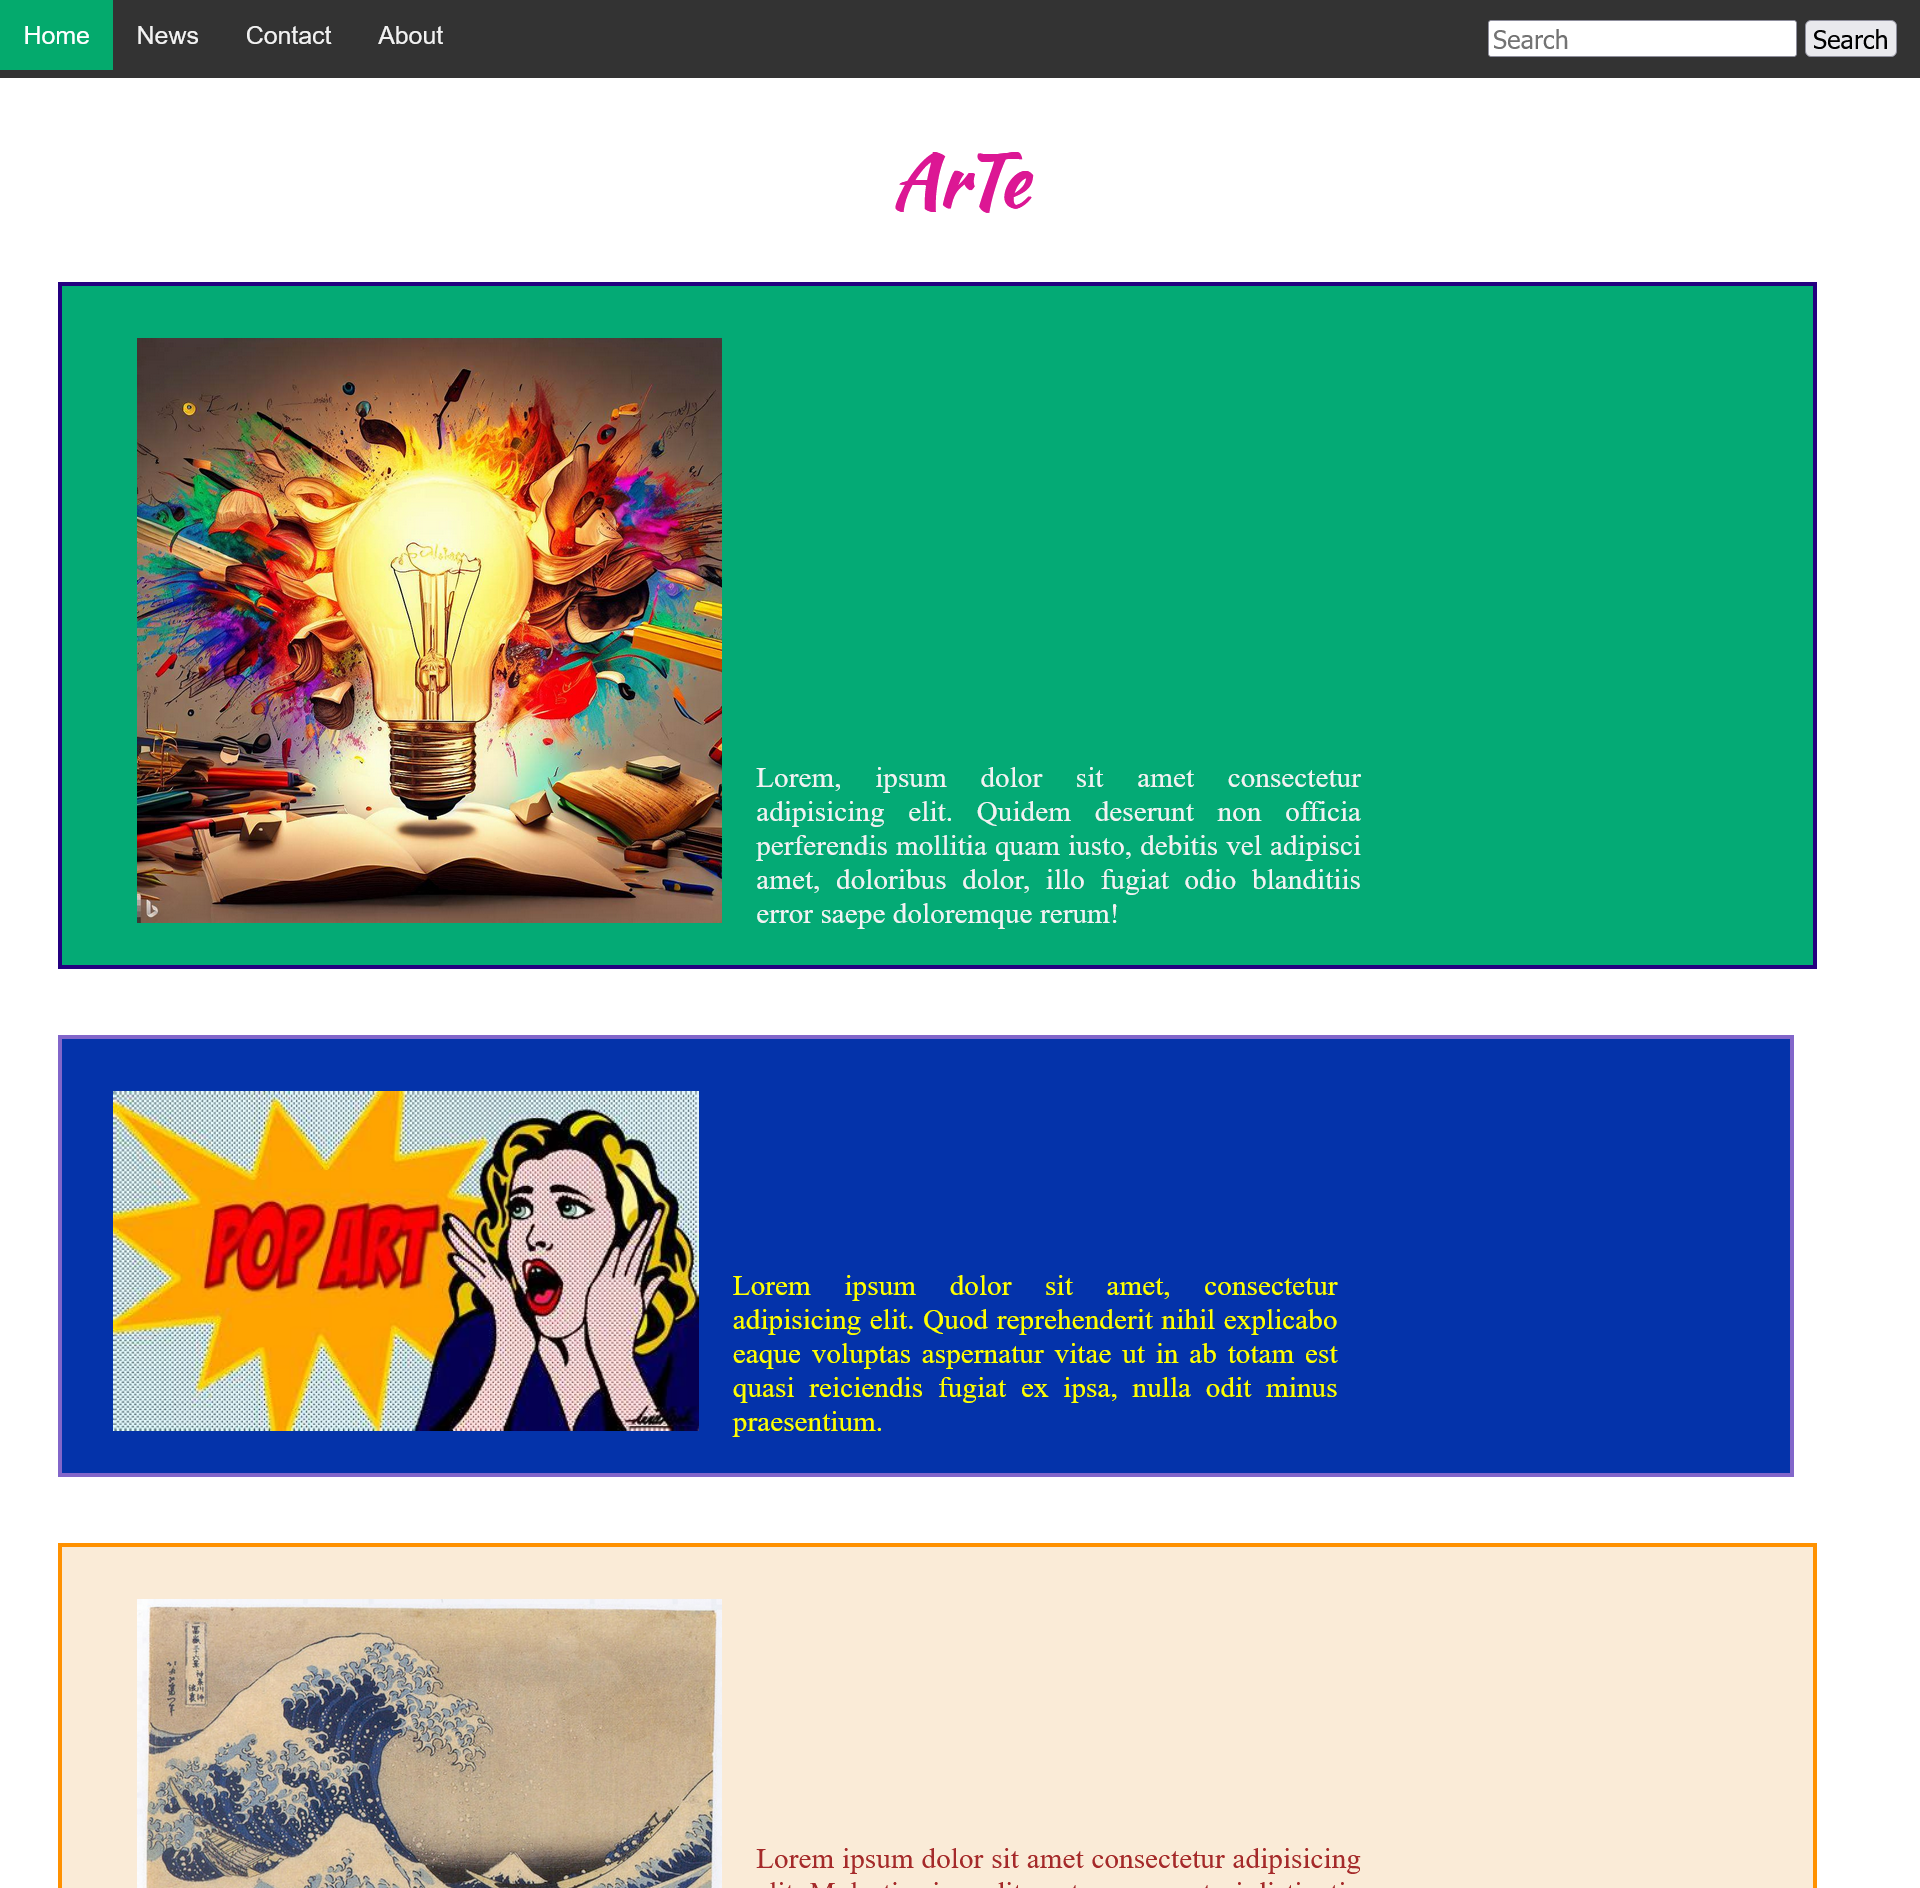 Home News Contact About Search Search
ArTe
Lorem, ipsum dolor sit amet consectetur
adipisicing elit. Quidem deserunt non officia
perferendis mollitia quam iusto, debitis vel adipisci
amet, doloribus dolor, illo fugiat odio blanditiis
error saepe doloremque rerum!
POP ART
Lorem ipsum dolor sit amet, consectetur
adipisicing elit. Quod reprehenderit nihil explicabo
eaque voluptas aspernatur vitae ut in ab totam est
quasi reiciendis fugiat ex ipsa, nulla odit minus
praesentium.
Lorem ipsum dolor sit amet consectetur adipisicing